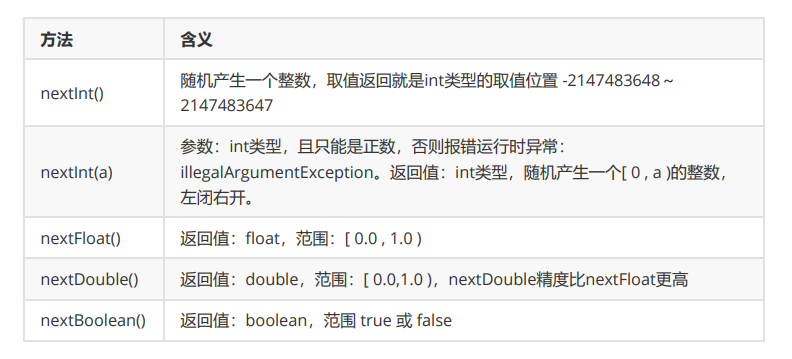 方法 含义
nextInt() 随机产生一个整数，取值返回就是int类型的取值位置 -2147483648～
2147483647
参数：int类型，且只能是正数，否则报错运行时异常：
nextInt(a) illegalArgumentException。返回值：int类型，随机产生一个[ 0 , a )的整数，
左闭右开。
nextFloat() 返回值：float，范围：[ 0.0 , 1.0 )
nextDouble() 返回值：double，范围：[ 0.0,1.0 )，nextDouble精度比nextFloat更高
nextBoolean() 返回值：boolean，范围 true 或 false